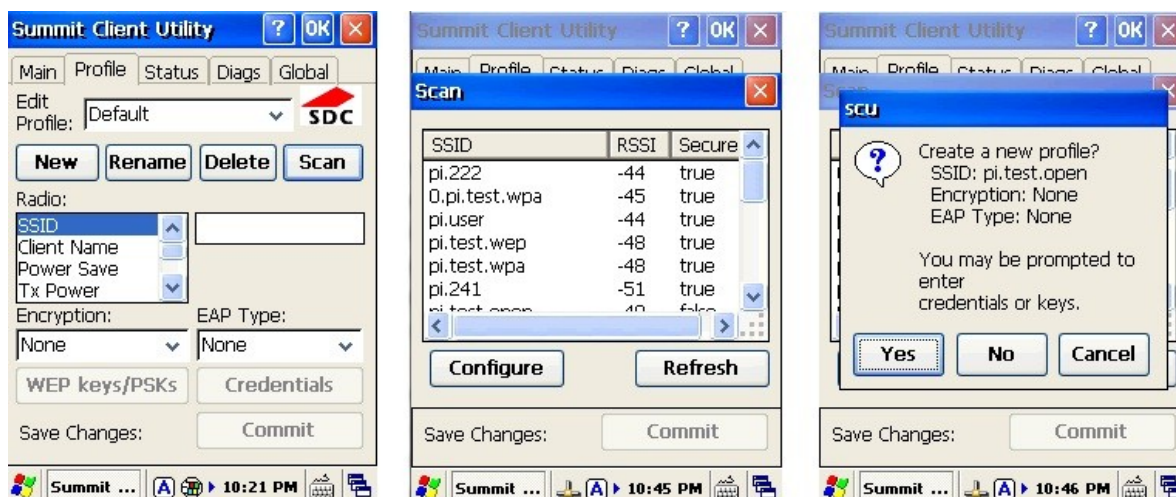 Summit Client Utility ? OK
Main Profile Status Diags Global
Edit
Profile: Default
SDC
New Rename Delete Scan
Radio:
SSID
Client Name
Power Save
Tx Power
Encryption: EAP Type:
None None
WEP keys/PSKs Credentials
Save Changes: Commit
Summit ... A 10:21 PM
Summit Client Utility ? OK
Main Profile Status Diags Global
Scan
SSID RSSI Secure
pi.222 -44 true
0.pi.test.wpa -45 true
pi.user -44 true
pi.test.wep -48 true
pi.test.wpa -48 true
pi.241 -51 true
pi.test.open false
Configure Refresh
Save Changes: Commit
Summit ... A 10:45 PM
Summit Client Utility ? OK
Main Profile Status Diags Global
scu
? Create a new profile?
SSID: pi.test.open
Encryption: None
EAP Type: None
You may be prompted to
enter
credentials or keys.
Yes No Cancel
Save Changes: Commit
Summit ... A 10:46 PM